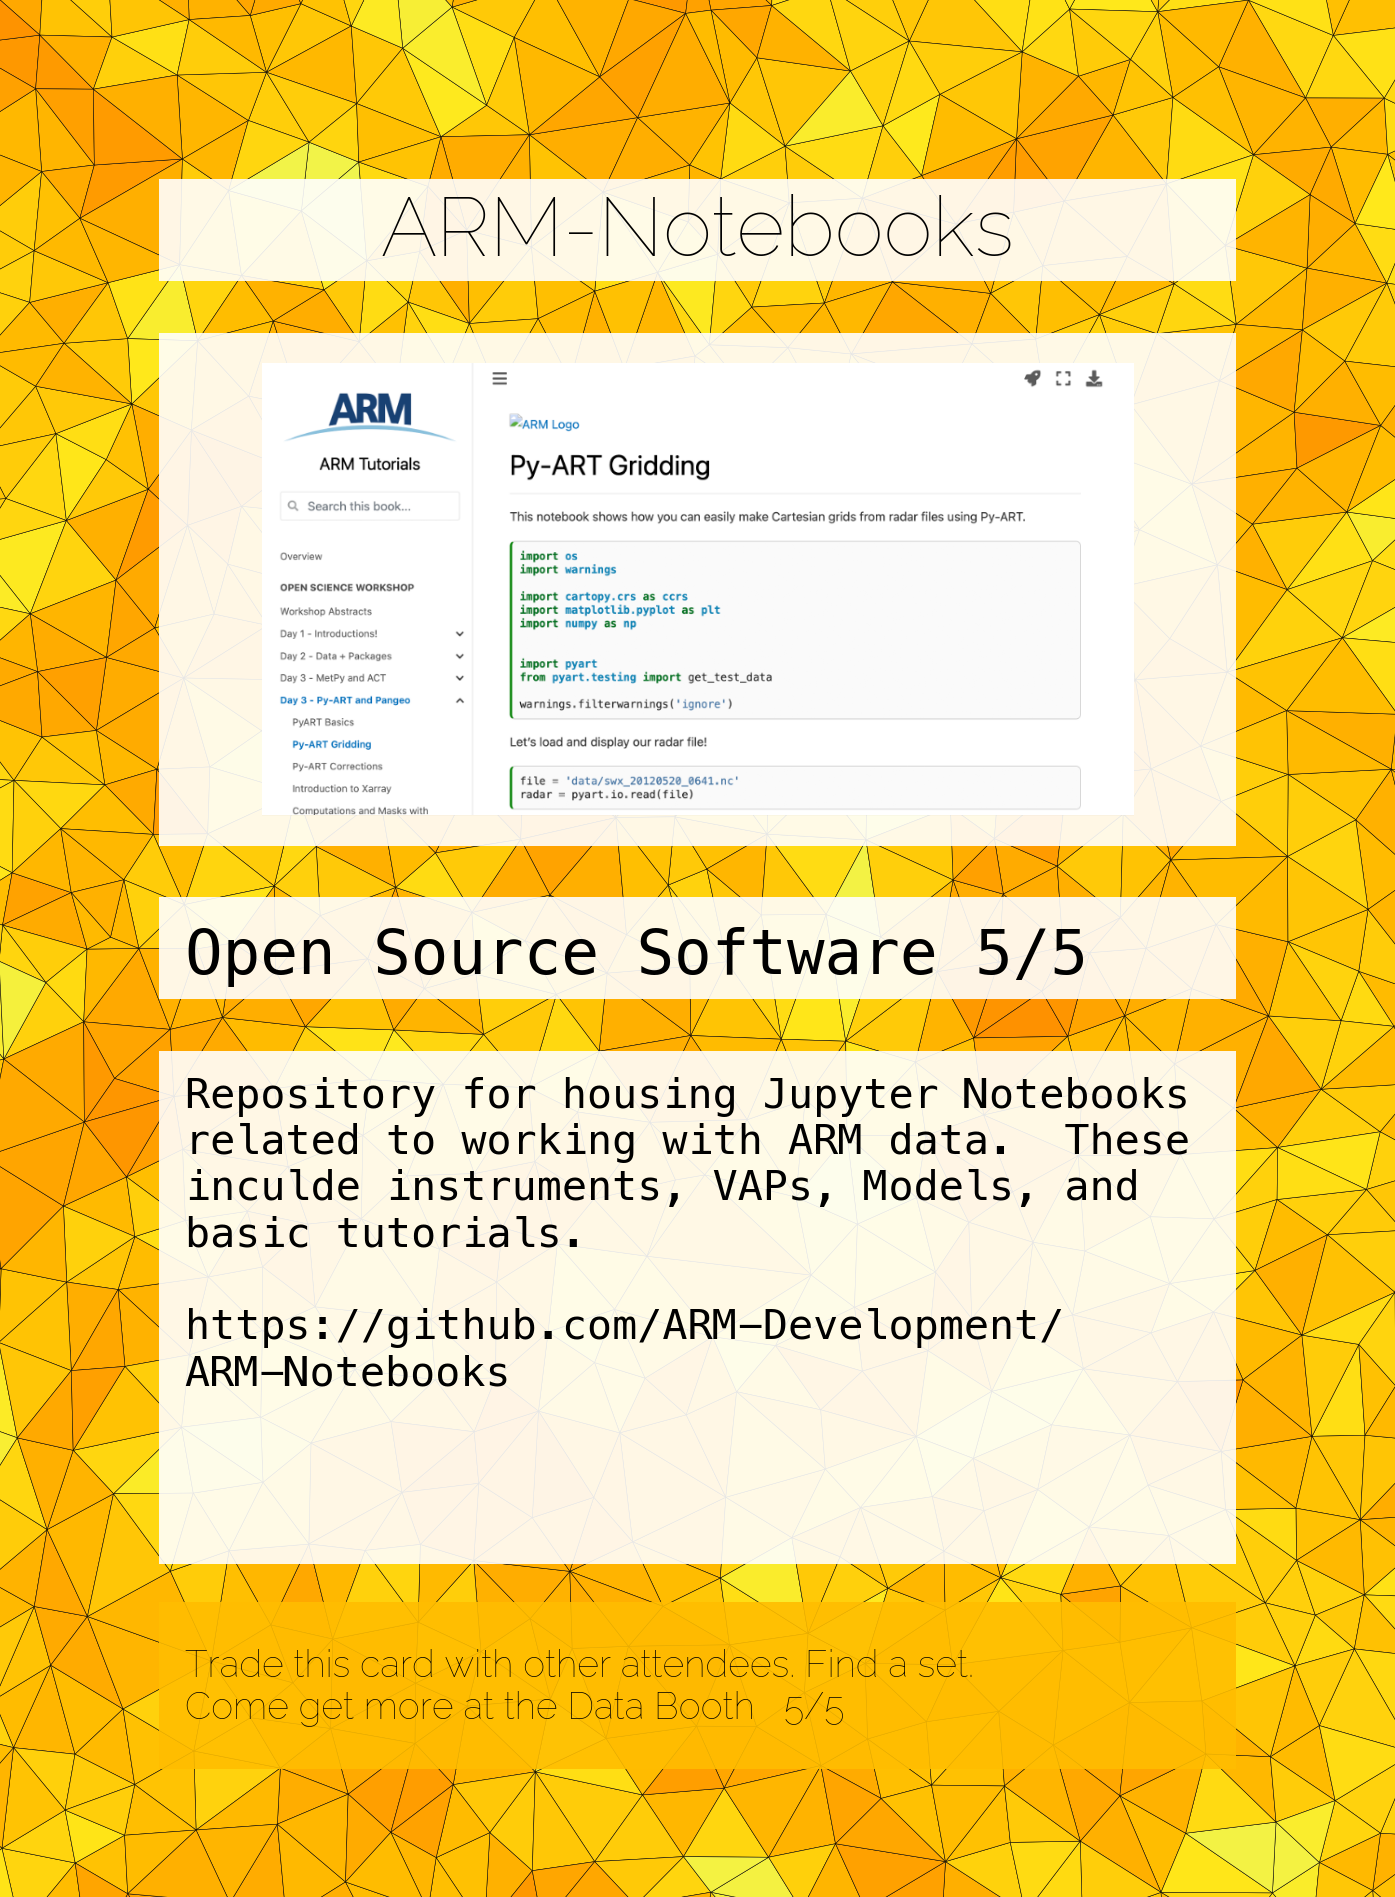 ARM-Notebooks
ARM
ARM Tutorials
Search this book...
Overview
OPEN SCIENCE WORKSHOP
Workshop Abstracts
Day 1 - Introductions!
Day 2 - Data + Packages
Day 3 - MetPy and ACT
Day 3 - Py-ART and Pangeo
PyART Basics
Py-ART Gridding
Py-ART Corrections
Introduction to Xarray
Computations and Masks with
ARM Logo
Py-ART Gridding
This notebook shows how you can easily make Cartesian grids from radar files using Py-ART.
import os
import warnings
import cartopy.crs as ccrs
import matplotlib.pyplot as plt
import numpy as np
import pyart
from pyart.testing import get_test_data
warnings.filterwarnings('ignore')
Let's load and display our radar file!
file = 'data/swx_20120520_0641.nc'
radar = pyart.io.read(file)
Open Source Software 5/5
Repository for housing Jupyter Notebooks
related to working with ARM data.  These
inculde instruments, VAPs, Models, and
basic tutorials.
https://github.com/ARM-Development/
ARM-Notebooks
Trade this card with other attendees. Find a set.
Come get more at the Data Booth   5/5